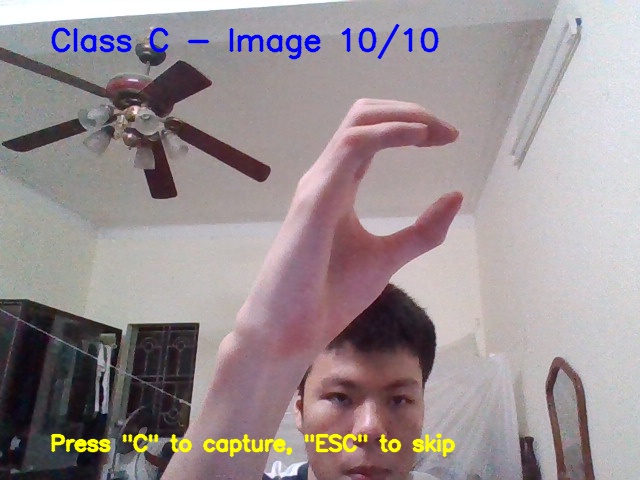 Class C - Image 10/10
Press "C" to capture, "ESC" to skip